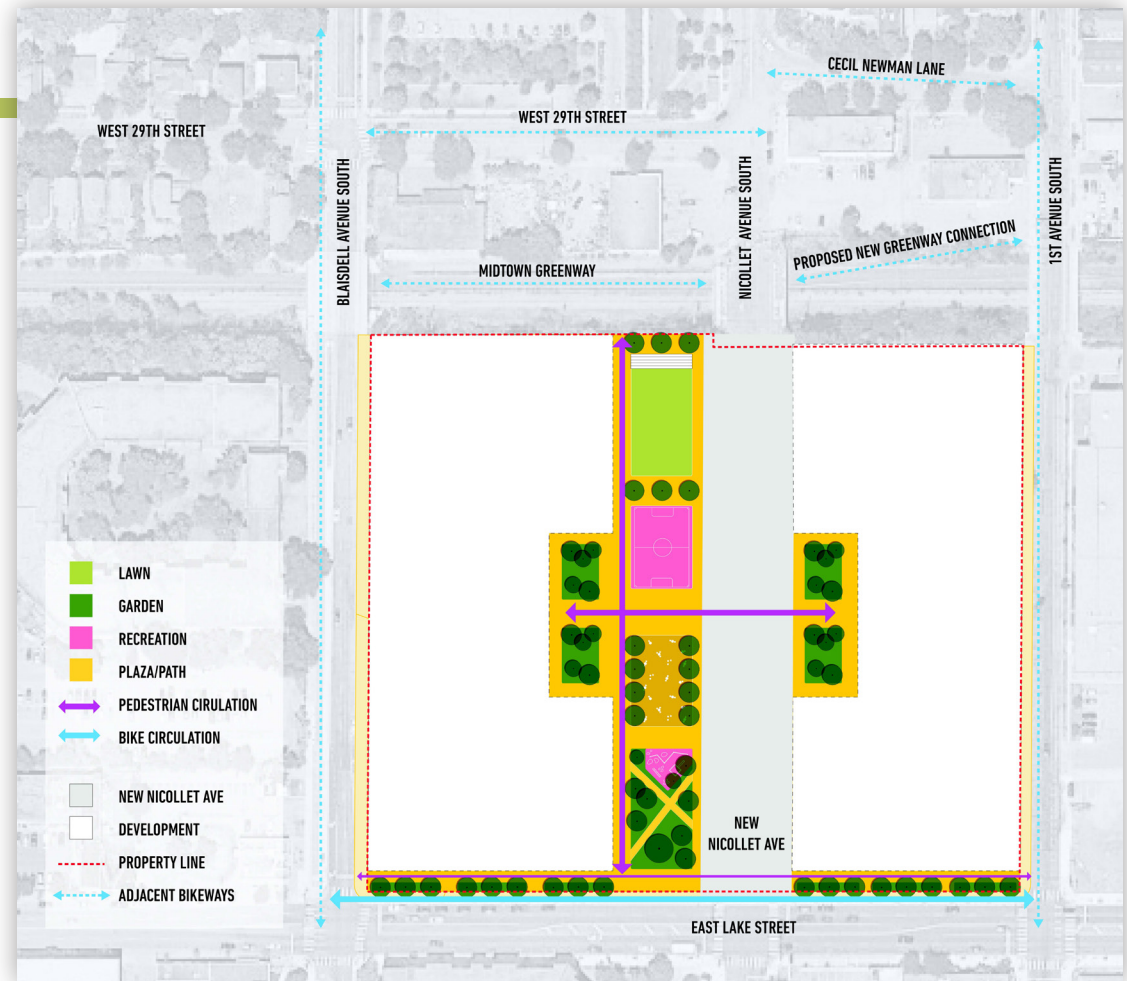 CECIL NEWMAN LANE
WEST 29TH STREET
WEST 29TH STREET
BLAISDELL AVENUE SOUTH
NICOLLET AVENUE SOUTH
1ST AVENUE SOUTH
PROPOSED NEW GREENWAY CONNECTION
MIDTOWN GREENWAY
LAWN
GARDEN
RECREATION
PLAZA/PATH
PEDESTRIAN CIRULATION
BIKE CIRCULATION
NEW NICOLLET AVE
DEVELOPMENT
PROPERTY LINE
ADJACENT BIKEWAYS
NEW
NICOLLET AVE
EAST LAKE STREET